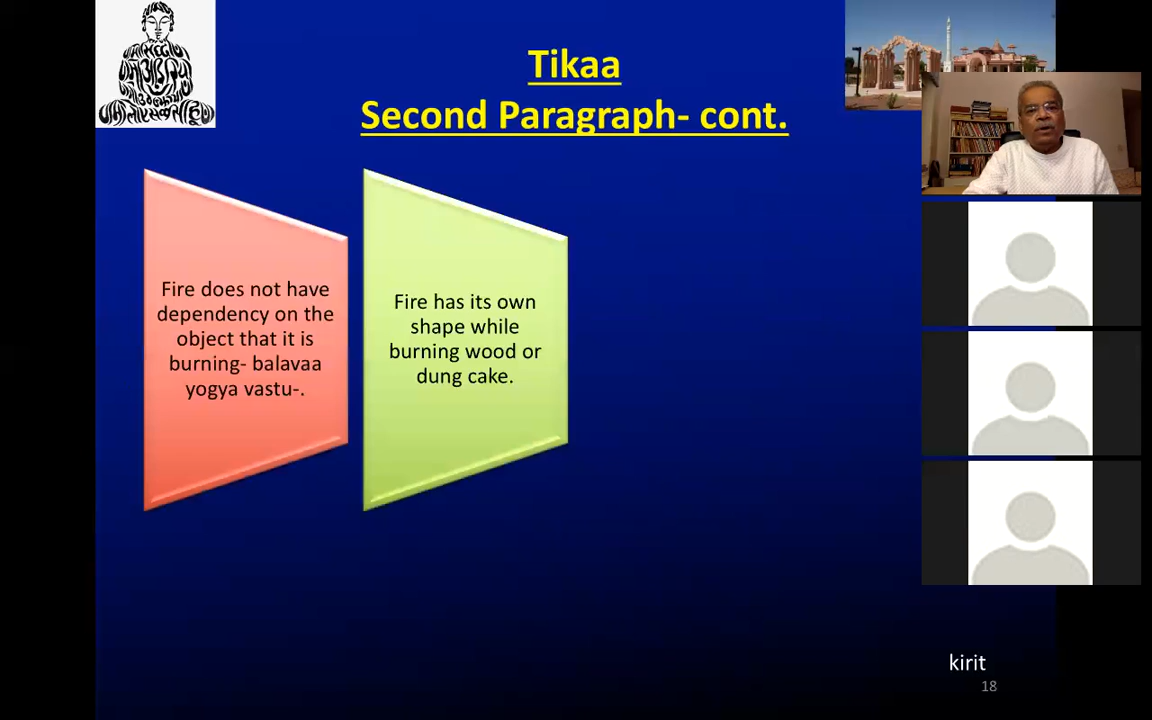 Tikaa
Second Paragraph- cont.
Fire does not have
dependency on the
object that it is
burning- balavaa
yogya vastu-.
Fire has its own
shape while
burning wood or
dung cake.
kirit
18